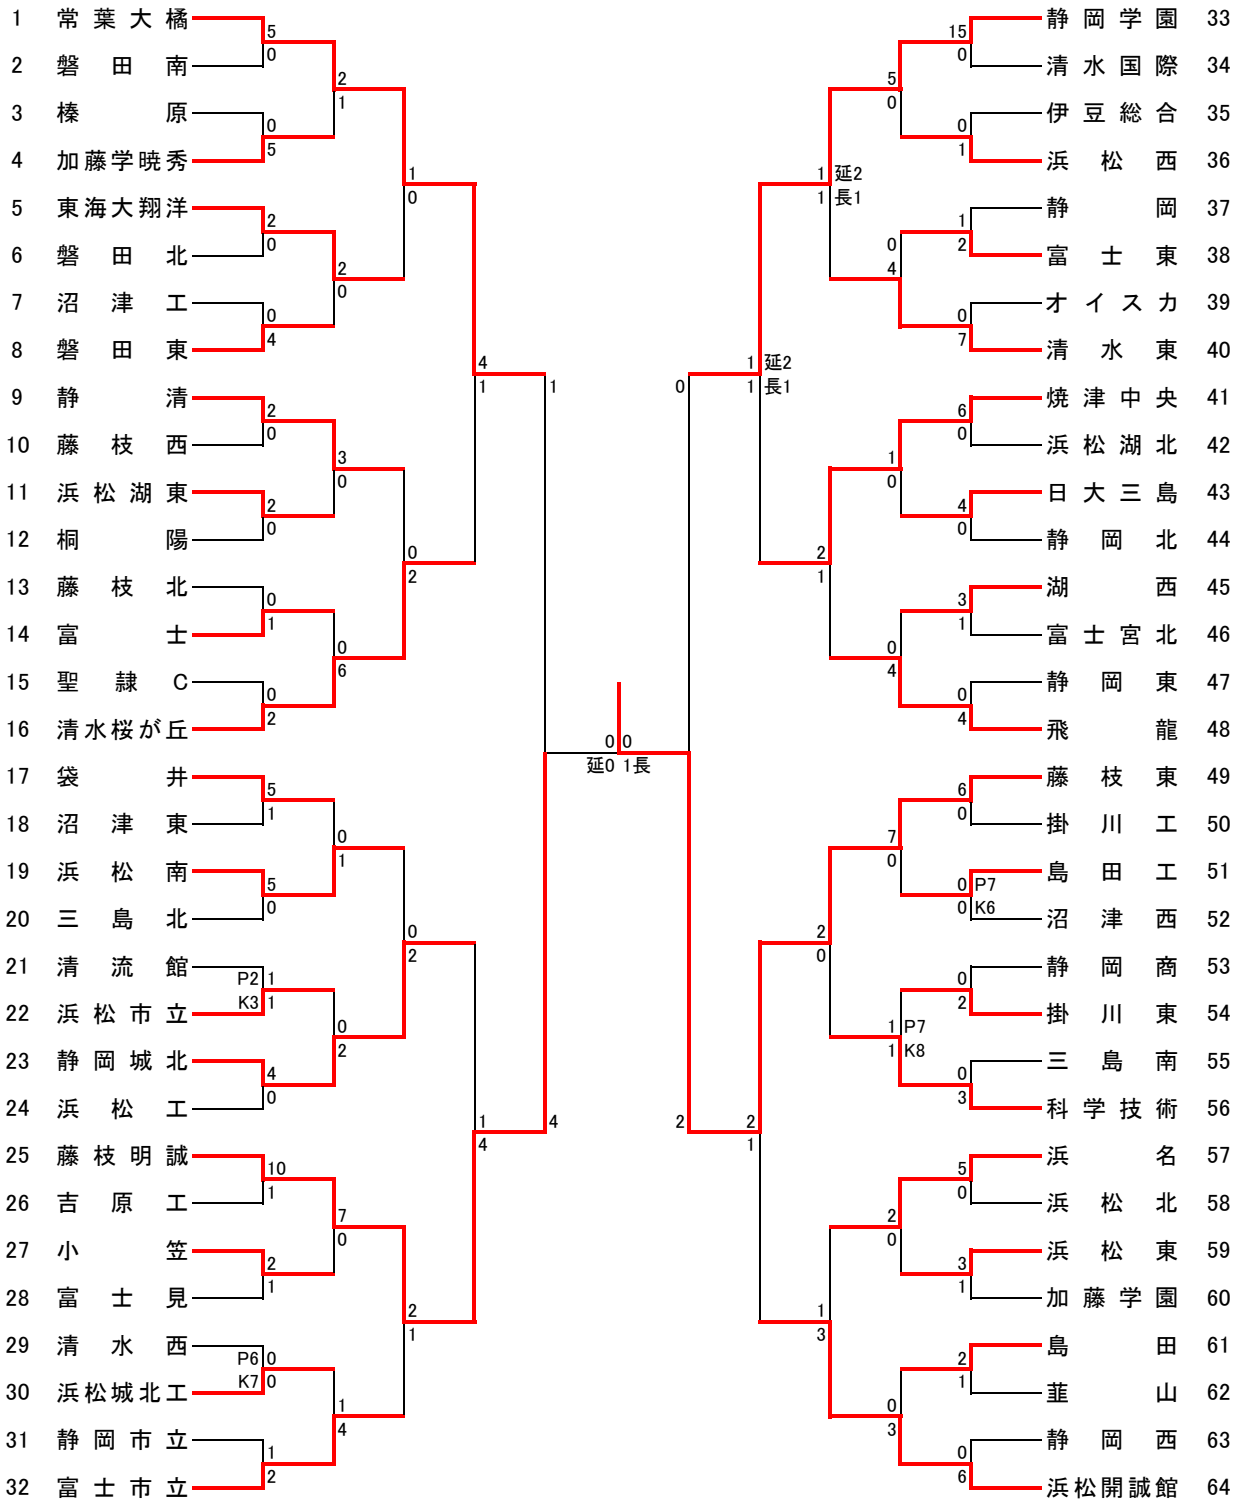 1 常葉大橘
5
0
2 磐田南
2
1
3 榛原
0
5
4 加藤学暁秀
1
0
5 東海大翔洋
2
0
6 磐田北
2
0
7 沼津工
0
4
8 磐田東
4
1
1
9 静清
2
0
10 藤枝西
3
0
11 浜松湖東
2
0
12 桐陽
0
2
13 藤枝北
0
1
14 富士
0
6
15 聖隷C
0
2
16 清水桜が丘
17 袋井
5
1
18 沼津東
0
1
19 浜松南
5
0
20 三島北
0
2
21 清流館
P2 1
K3 1
22 浜松市立
0
2
23 静岡城北
4
0
24 浜松工
1
4
4
25 藤枝明誠
10
1
26 吉原工
7
0
27 小笠
2
1
28 富士見
2
1
29 清水西
P6 0
K7 0
30 浜松城北工
1
4
31 静岡市立
1
2
32 富士市立
0 0
延0 1長
静岡学園 33
15
0
清水国際 34
5
0
伊豆総合 35
0
1
浜松西 36
1 延2
1 長1
静岡 37
1
2
富士東 38
0
4
オイスカ 39
0
7
清水東 40
1 延2
1 長1
0
焼津中央 41
6
0
浜松湖北 42
1
0
日大三島 43
4
0
静岡北 44
2
1
湖西 45
3
1
富士宮北 46
0
4
静岡東 47
0
4
飛龍 48
藤枝東 49
6
0
掛川工 50
7
0
島田工 51
0 P7
0 K6
沼津西 52
2
0
静岡商 53
0
2
掛川東 54
1 P7
1 K8
三島南 55
0
3
科学技術 56
2
2
1
浜名 57
5
0
浜松北 58
2
0
浜松東 59
3
1
加藤学園 60
1
3
島田 61
2
1
韮山 62
0
3
静岡西 63
0
6
浜松開誠館 64